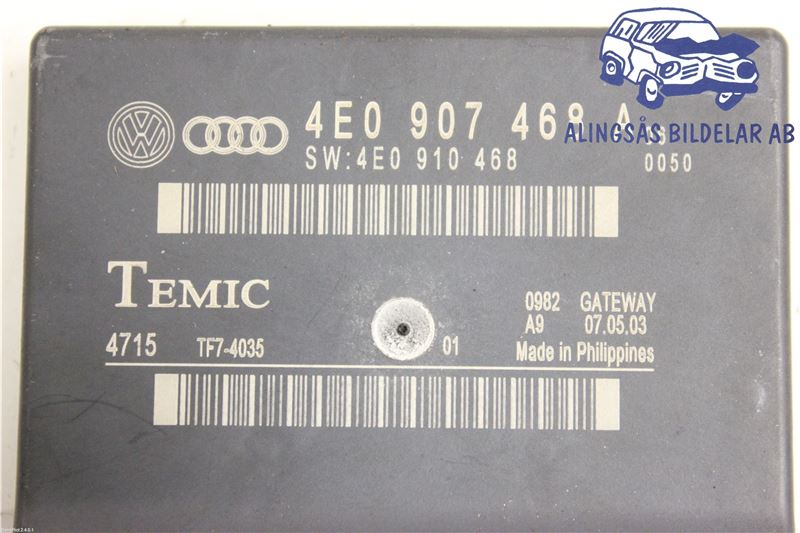 4E0 907 468 A
ALINGSÅS BILDELAR AB
SW:4E0 910 468
0050
TEMIC
0982 GATEWAY
A9 07.05.03
4715 TF7-4035 01 Made in Philippines